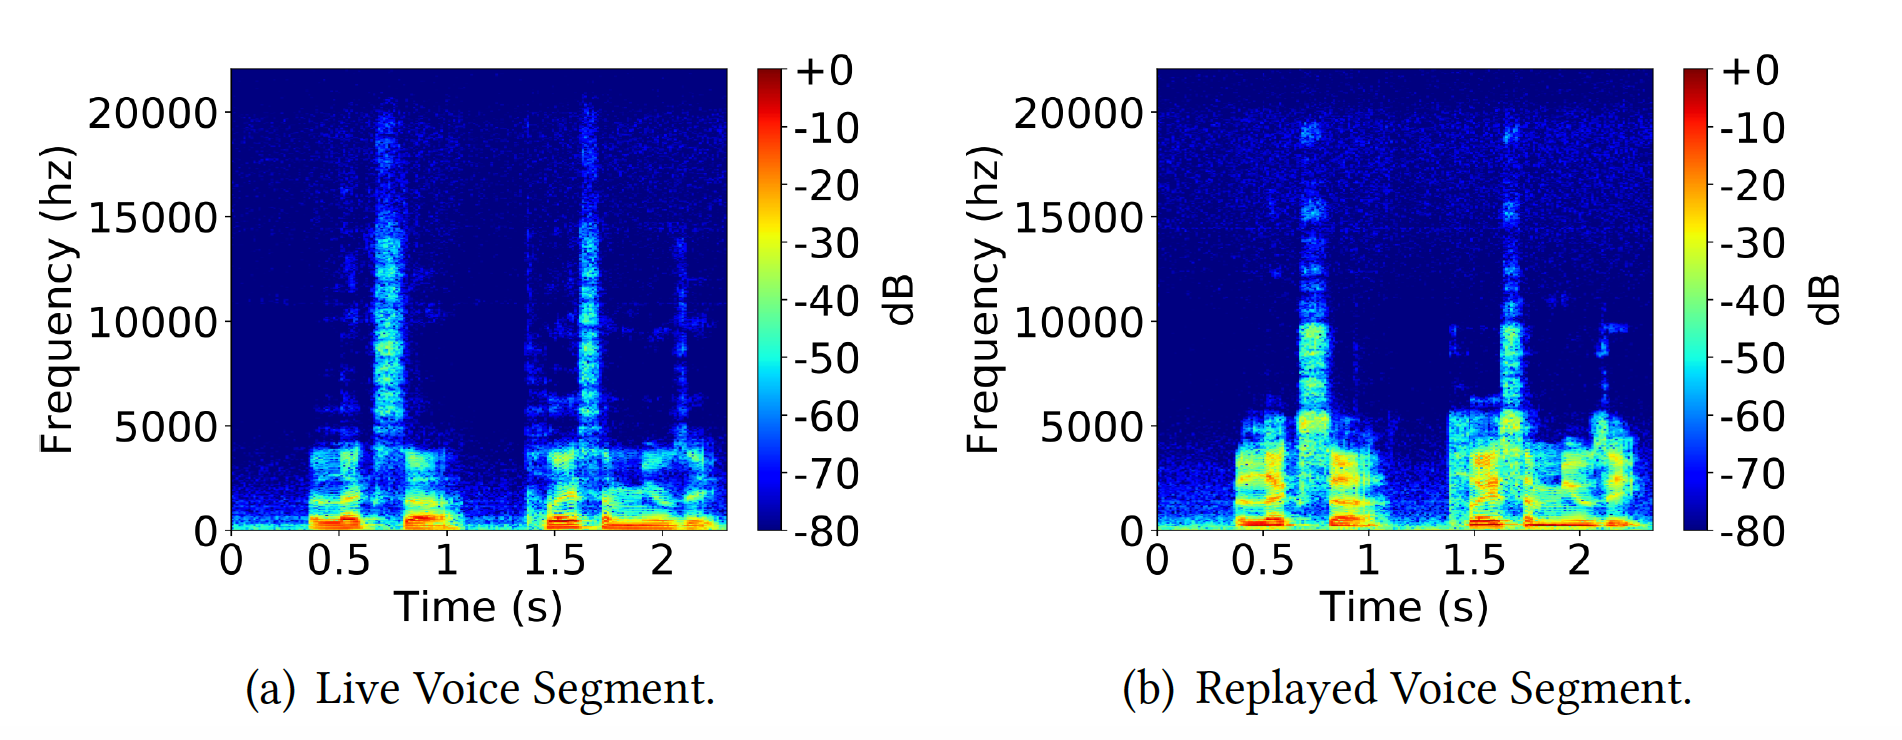 +0
20000
-10
-20
15000
-30
10000
-40
-50
5000
-60
-70
0
-80
0 0.5 1 1.5 2
Time (s)
Frequency (hz)
dB
(a) Live Voice Segment.
+0
20000
-10
-20
15000
-30
10000
-40
-50
5000
-60
-70
0
-80
0 0.5 1 1.5 2
Time (s)
Frequency (hz)
dB
(b) Replayed Voice Segment.